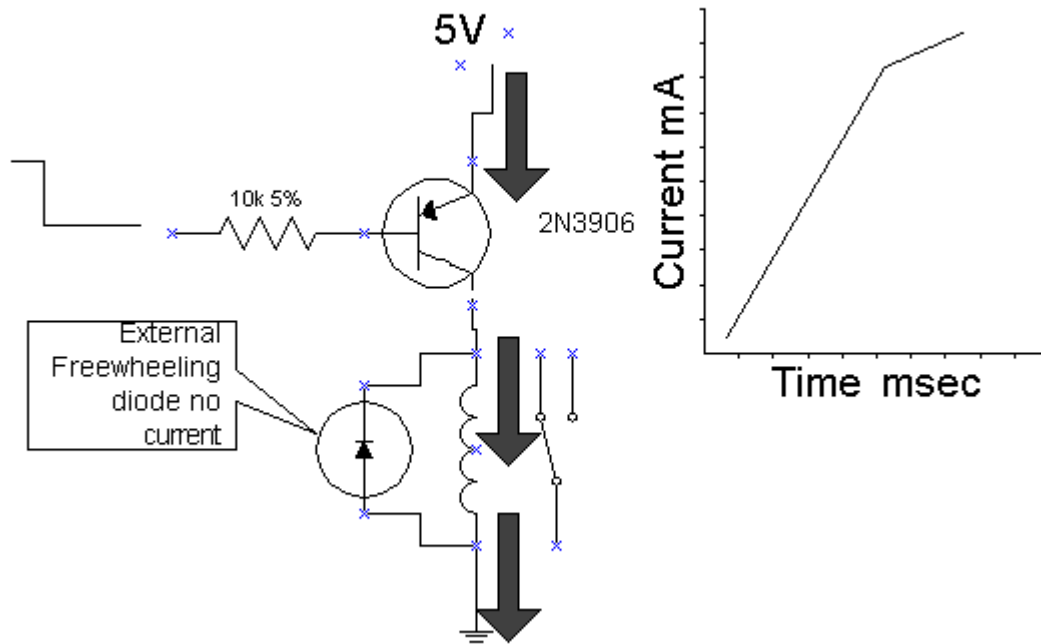 5V
10k 5%
2N3906
External
Freewheeling
diode no
current
Current mA
Time msec